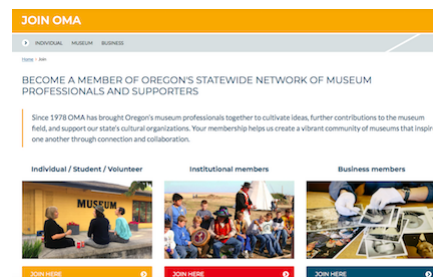 JOIN OMA
INDIVIDUAL MUSEUM BUSINESS
Home > Join
BECOME A MEMBER OF OREGON'S STATEWIDE NETWORK OF MUSEUM
PROFESSIONALS AND SUPPORTERS
Since 1978 OMA has brought Oregon's museum professionals together to cultivate ideas, further contributions to the museum
field, and support our state's cultural organizations. Your membership helps us create a vibrant community of museums that inspir
one another through connection and collaboration.
Individual / Student / Volunteer Institutional members Business members
MUSEUM
JOIN HERE JOIN HERE JOIN HERE